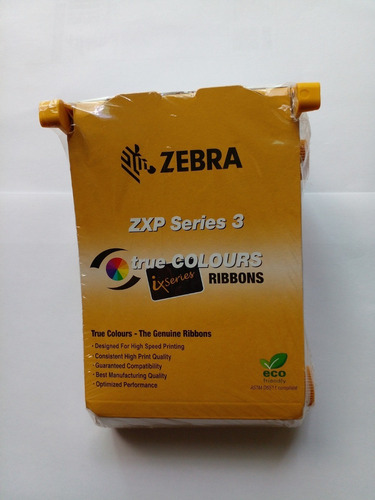 ZEBRA
ZXP Series 3
true COLOURS
ix series
RIBBONS
True Colours - The Genuine Ribbons
· Designed For High Speed Printing
· Consistent High Print Quality
· Guaranteed Compatibility
· Best Manufacturing Quality
· Optimized Performance
eco
friendly